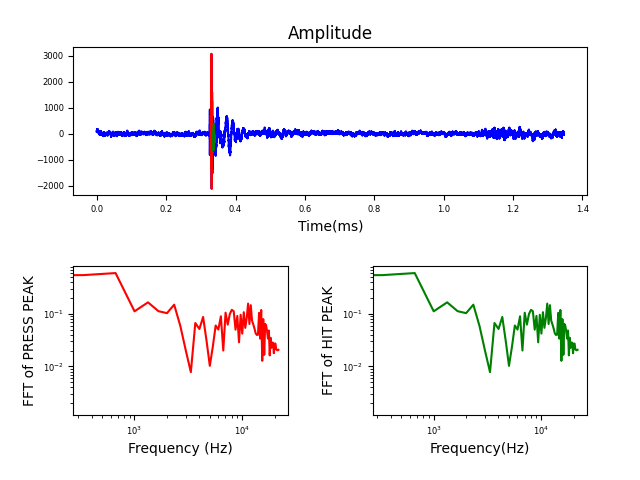 Amplitude
3000
2000
1000
0
−1000
−2000
0.0 0.2 0.4 0.6 0.8 1.0 1.2 1.4
Time(ms)
FFT of PRESS PEAK
10⁻¹
10⁻²
10³ 10⁴
Frequency (Hz)
FFT of HIT PEAK
10⁻¹
10⁻²
10³ 10⁴
Frequency(Hz)